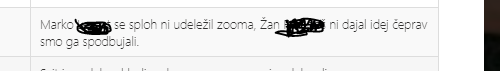 Marko se sploh ni udeležil zooma, Žan ni dajal idej čeprav
smo ga spodbujali.